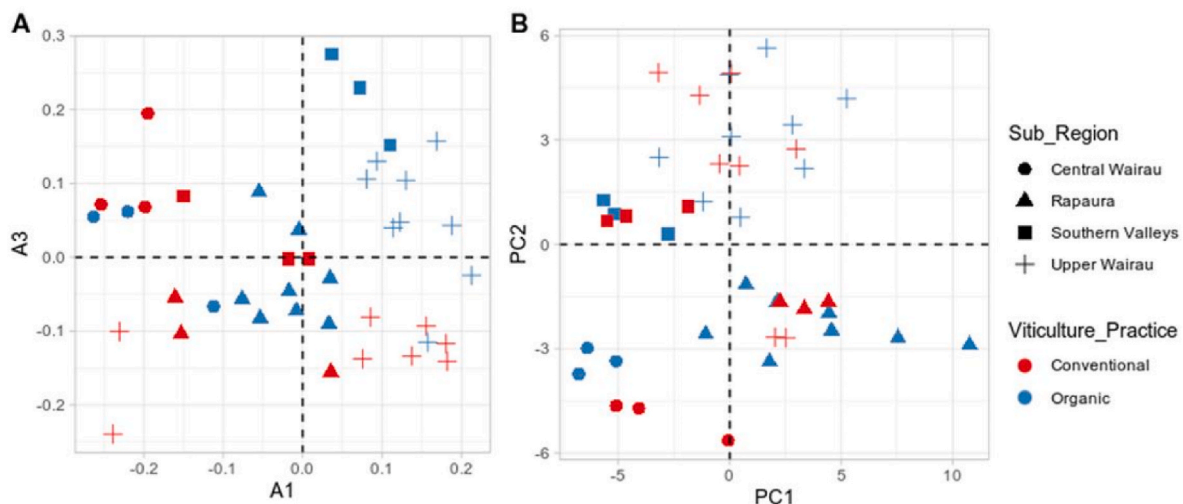 A
0.3
0.2
0.1
0.0
-0.1
-0.2
A3
-0.2
-0.1
0.0
0.1
0.2
A1
B
6
3
0
-3
-6
PC2
-5
0
5
10
PC1
Sub_Region
Central Wairau
Rapaura
Southern Valleys
Upper Wairau
Viticulture_Practice
Conventional
Organic